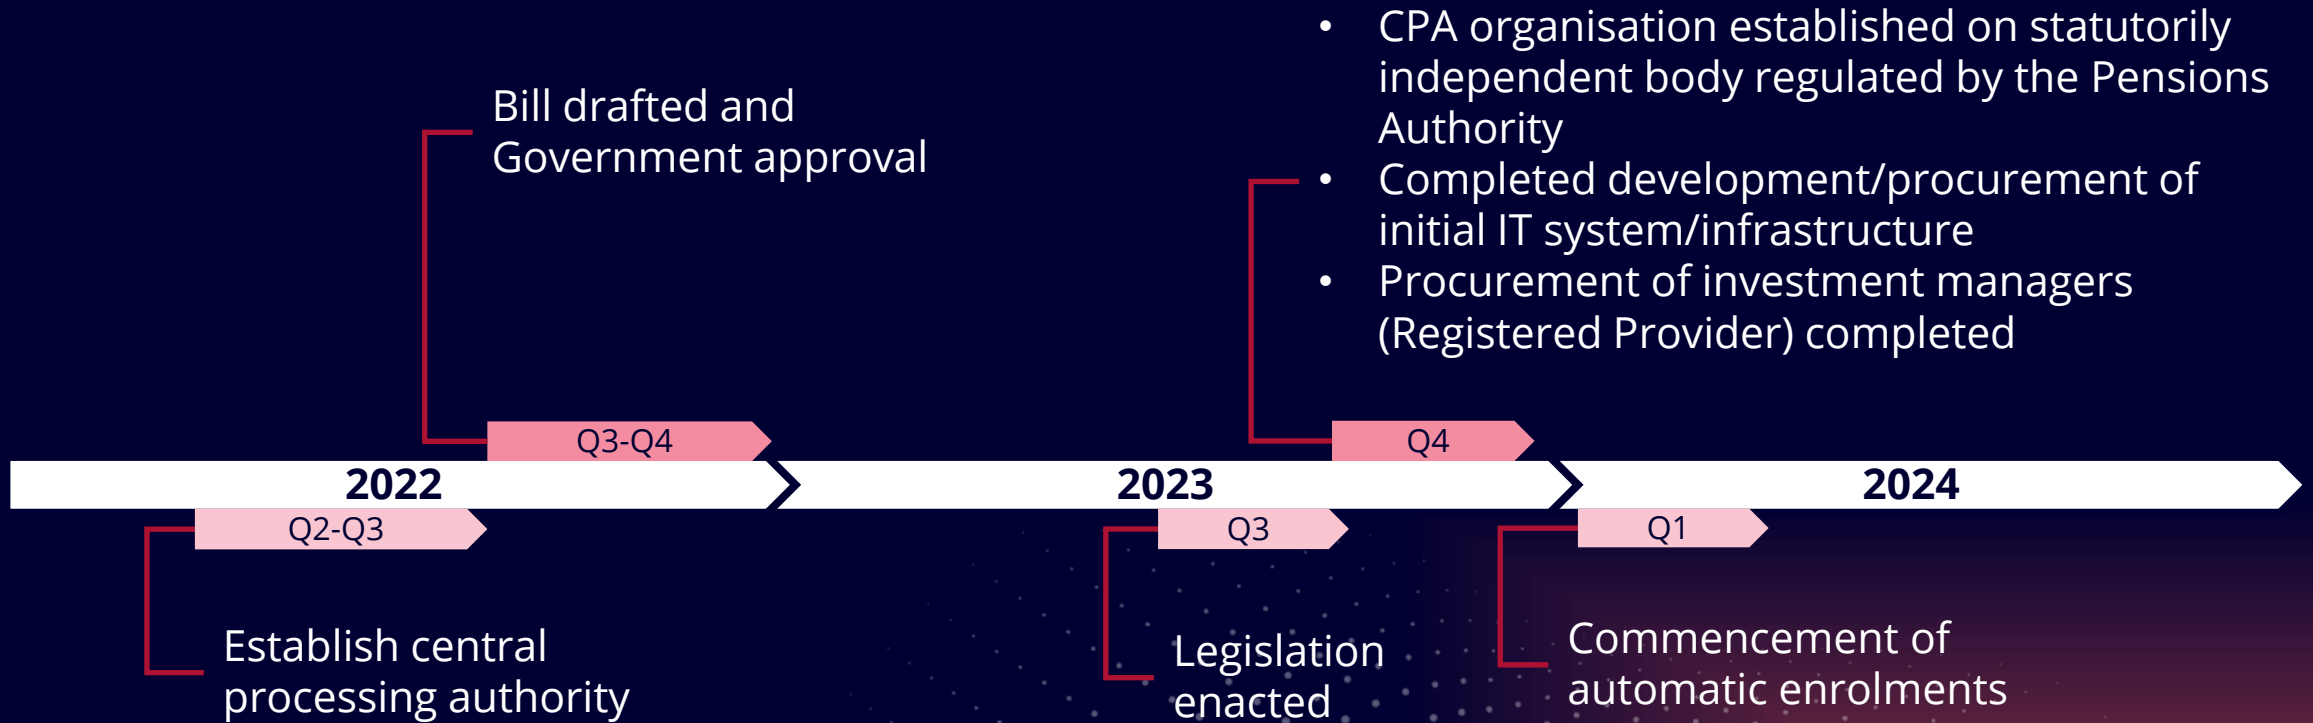 • CPA organisation established on statutorily
independent body regulated by the Pensions
Authority
• Completed development/procurement of
initial IT system/infrastructure
• Procurement of investment managers
(Registered Provider) completed
Bill drafted and
Government approval
Q3-Q4
Q4
2022
2023
2024
Q2-Q3
Q3
Q1
Establish central
processing authority
Legislation
enacted
Commencement of
automatic enrolments